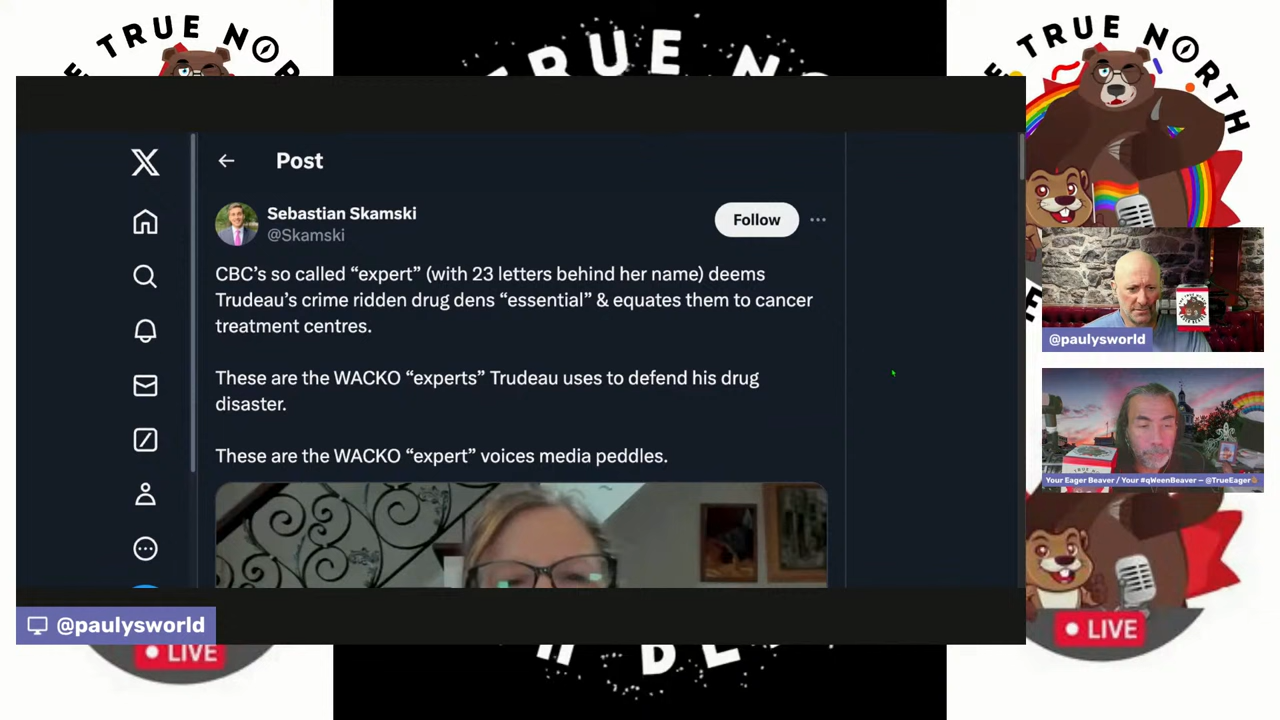 TRUE NORTH
RUE NO
E TRUE NORTH
Post
Sebastian Skamski
@Skamski
Follow
CBC’s so called “expert” (with 23 letters behind her name) deems
Trudeau’s crime ridden drug dens “essential” & equates them to cancer
treatment centres.
These are the WACKO “experts” Trudeau uses to defend his drug
disaster.
These are the WACKO “expert” voices media peddles.
@paulysworld
Your Eager Beaver / Your #qWeenBeaver — @TrueEager
@paulysworld
LIVE
LIVE